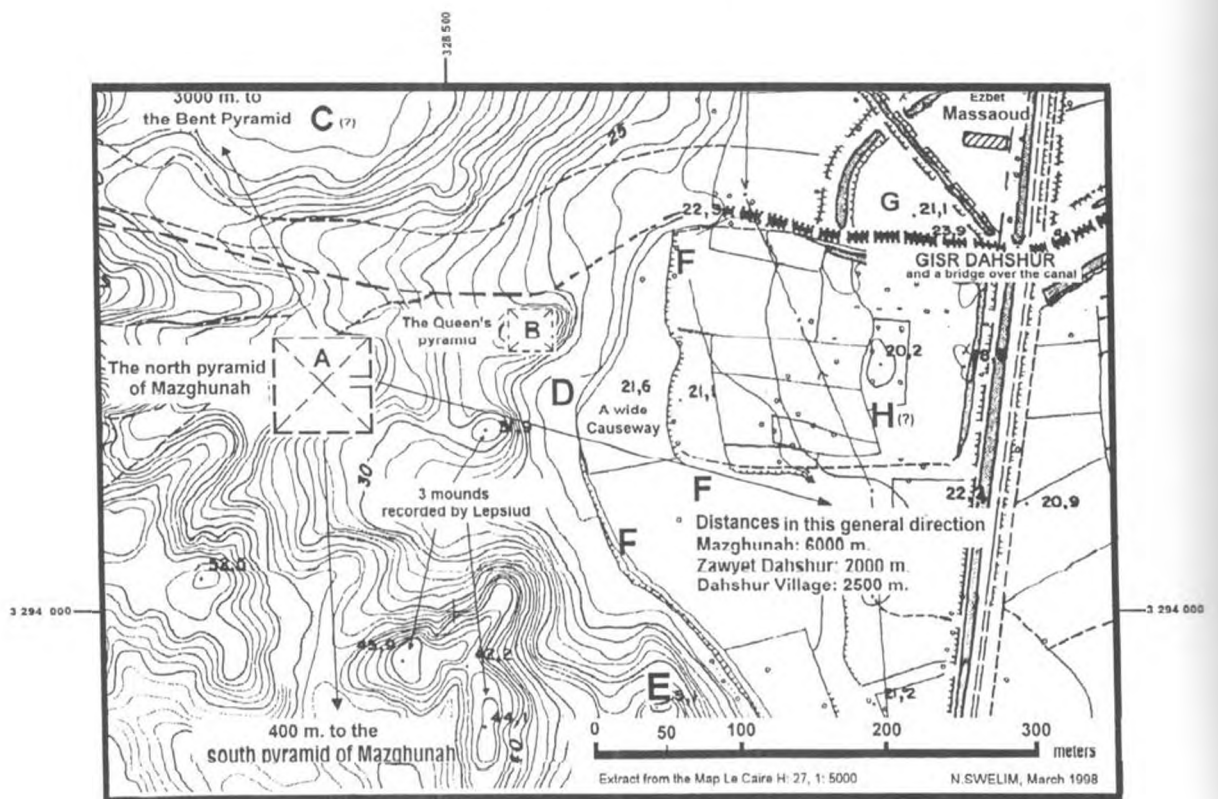 328 500
3000 m. to
the Bent Pyramid
C (?)
25
Ezbet
Massaoud
G
21,1
22,5
23,9
GISR DAHSHUR
and a bridge over the canal
F
The Queen's
pyramid
B
A
The north pyramid
of Mazghunah
20,2
D
21,6
21,1
A wide
Causeway
H (?)
30
3 mounds
recorded by Lepsiud
F
22,2
20,9
Distances in this general direction
Mazghunah: 6000 m.
Zawyet Dahshur: 2000 m.
Dahshur Village: 2500 m.
F
52,0
3 294 000
3 294 000
45,9
47,2
E
21,2
44,1
40
400 m. to the
south pyramid of Mazghunah
0 50 100 200 300
meters
Extract from the Map Le Caire H: 27, 1: 5000
N.SWELIM, March 1998